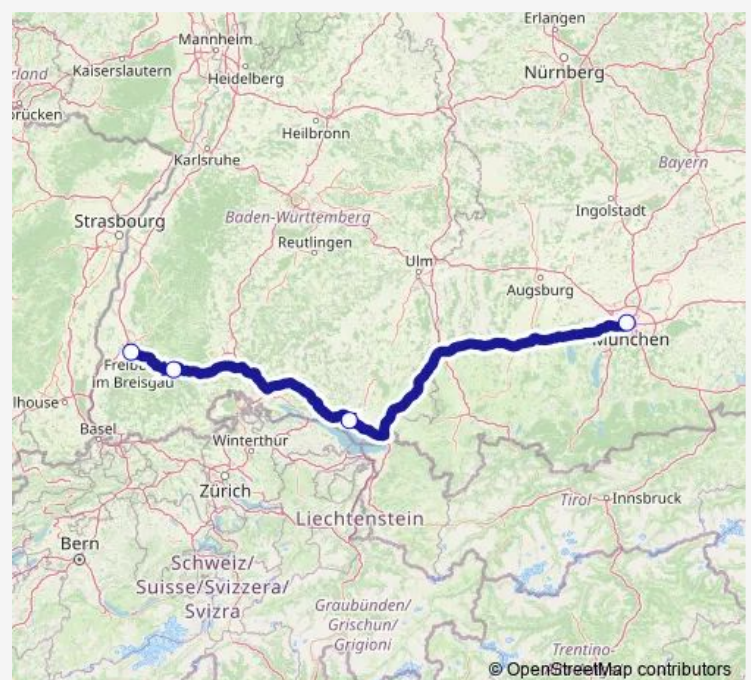 Erlangen
Mannheim
Kaiserslautern
Heidelberg
Nürnberg
Heilbronn
Karlsruhe
Bayern
Strasbourg
Baden-Württemberg
Ingolstadt
Reutlingen
Ulm
Augsburg
München
im Breisgau
Basel
Winterthur
Zürich
Liechtenstein
Tirol
Innsbruck
Bern
Schweiz/
Suisse/Svizzera/
Svizra
Graubünden/
Grischun/
Grigioni
Trentino-
© OpenStreetMap contributors